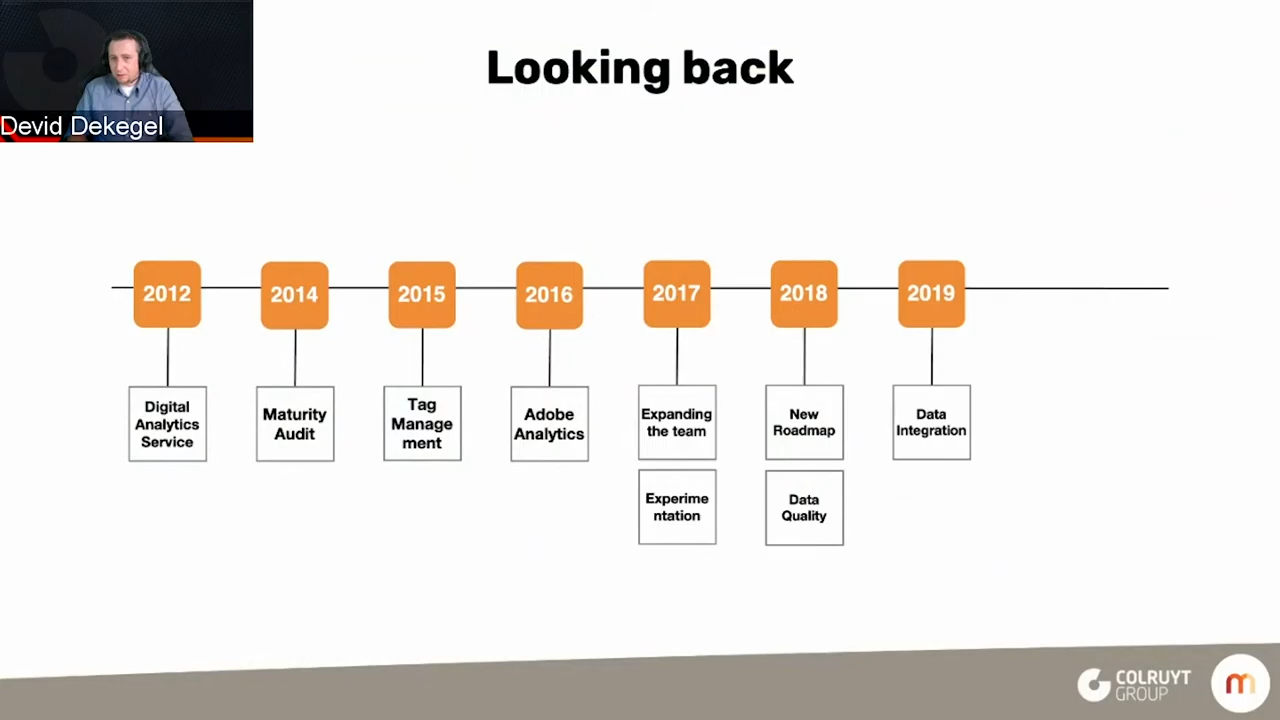 Devid Dekegel
Looking back
2012
2014
2015
2016
2017
2018
2019
Digital
Analytics
Service
Maturity
Audit
Tag
Manage
ment
Adobe
Analytics
Expanding
the team
New
Roadmap
Data
Integration
Experime
ntation
Data
Quality
COLRUYT
GROUP
m